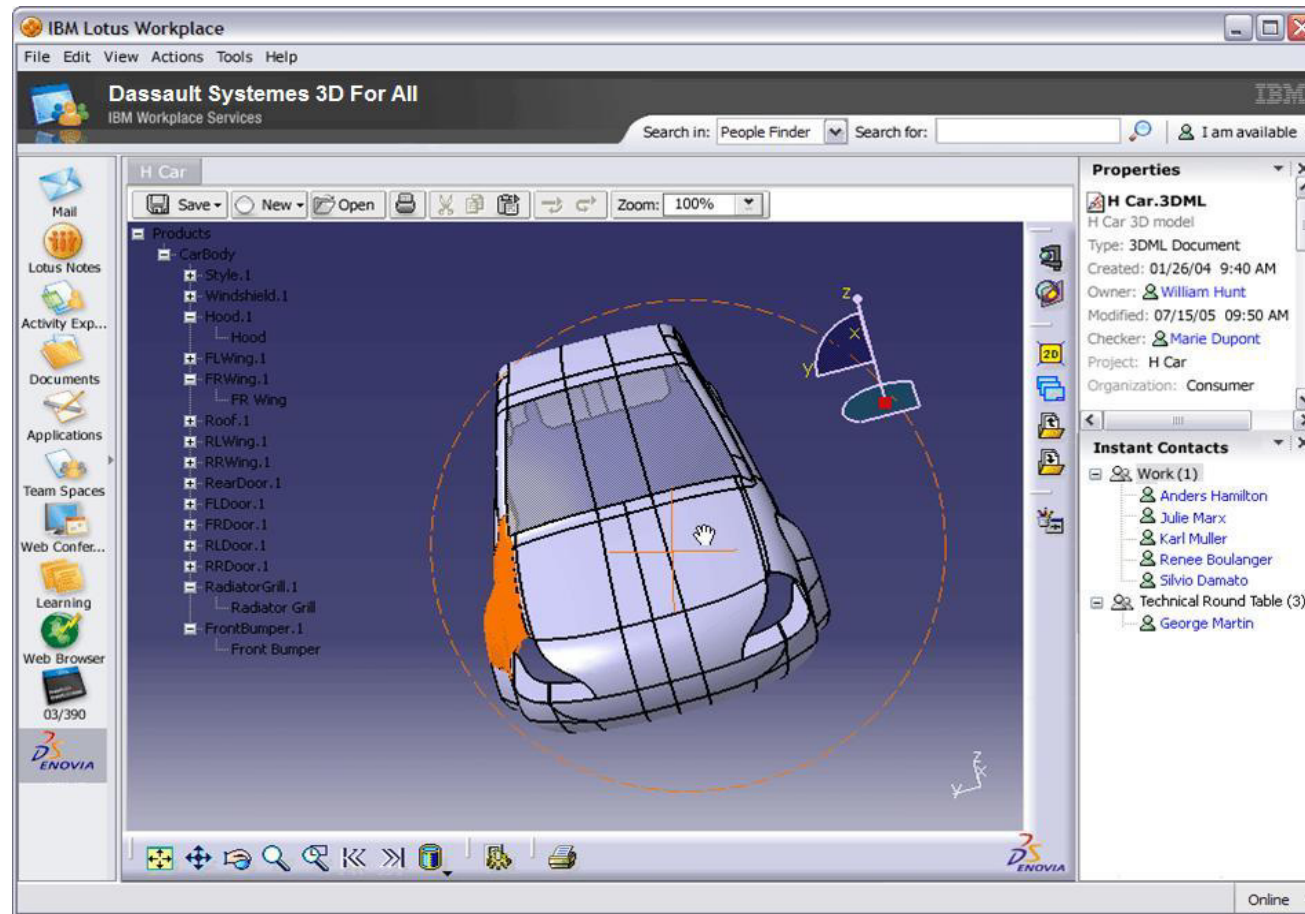 IBM Lotus Workplace
File Edit View Actions Tools Help
Dassault Systemes 3D For All
IBM Workplace Services
IBM
Search in: People Finder Search for: I am available
Mail
Lotus Notes
Activity Exp...
Documents
Applications
Team Spaces
Web Confer...
Learning
Web Browser
03/390
DS
ENOVIA
H Car
Save New Open Zoom: 100%
Products
CarBody
Style.1
Windshield.1
Hood.1
Hood
FLWing.1
FRWing.1
FR Wing
Roof.1
RLWing.1
RRWing.1
RearDoor.1
FLDoor.1
FRDoor.1
RLDoor.1
RRDoor.1
RadiatorGrill.1
Radiator Grill
FrontBumper.1
Front Bumper
z
x
y
z
x
y
2D
DS
ENOVIA
Properties
H Car.3DML
H Car 3D model
Type: 3DML Document
Created: 01/26/04 9:40 AM
Owner: William Hunt
Modified: 07/15/05 09:50 AM
Checker: Marie Dupont
Project: H Car
Organization: Consumer
Instant Contacts
Work (1)
Anders Hamilton
Julie Marx
Karl Muller
Renee Boulanger
Silvio Damato
Technical Round Table (3)
George Martin
Online